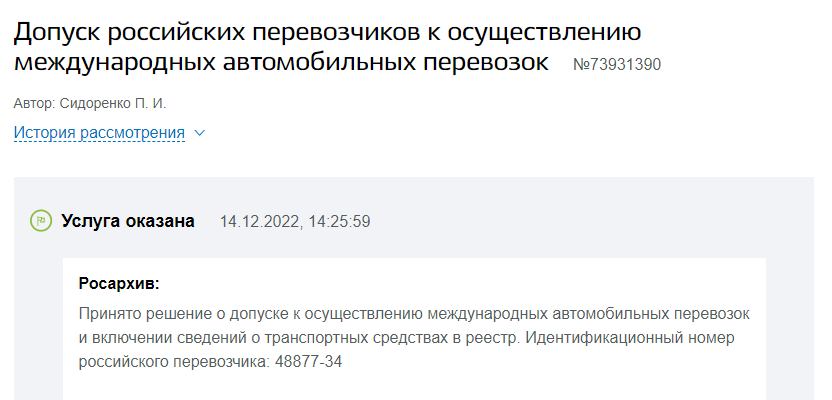 Допуск российских перевозчиков к осуществлению
международных автомобильных перевозок №73931390
Автор: Сидоренко П. И.
История рассмотрения
Услуга оказана 14.12.2022, 14:25:59
Росархив:
Принято решение о допуске к осуществлению международных автомобильных перевозок
и включении сведений о транспортных средствах в реестр. Идентификационный номер
российского перевозчика: 48877-34